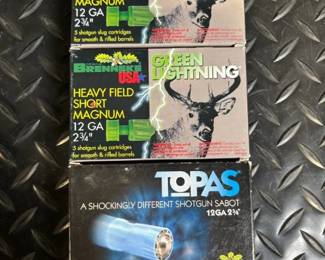 MAGNUM
12 GA
2¾"
5 shotgun slug cartridges
for smooth & rifled barrels
BRENNEKE
USA
GREEN
LIGHTNING
HEAVY FIELD
SHORT
MAGNUM
12 GA
2¾"
5 shotgun slug cartridges
for smooth & rifled barrels
TOPAS
A SHOCKINGLY DIFFERENT SHOTGUN SABOT
12GA 2¾